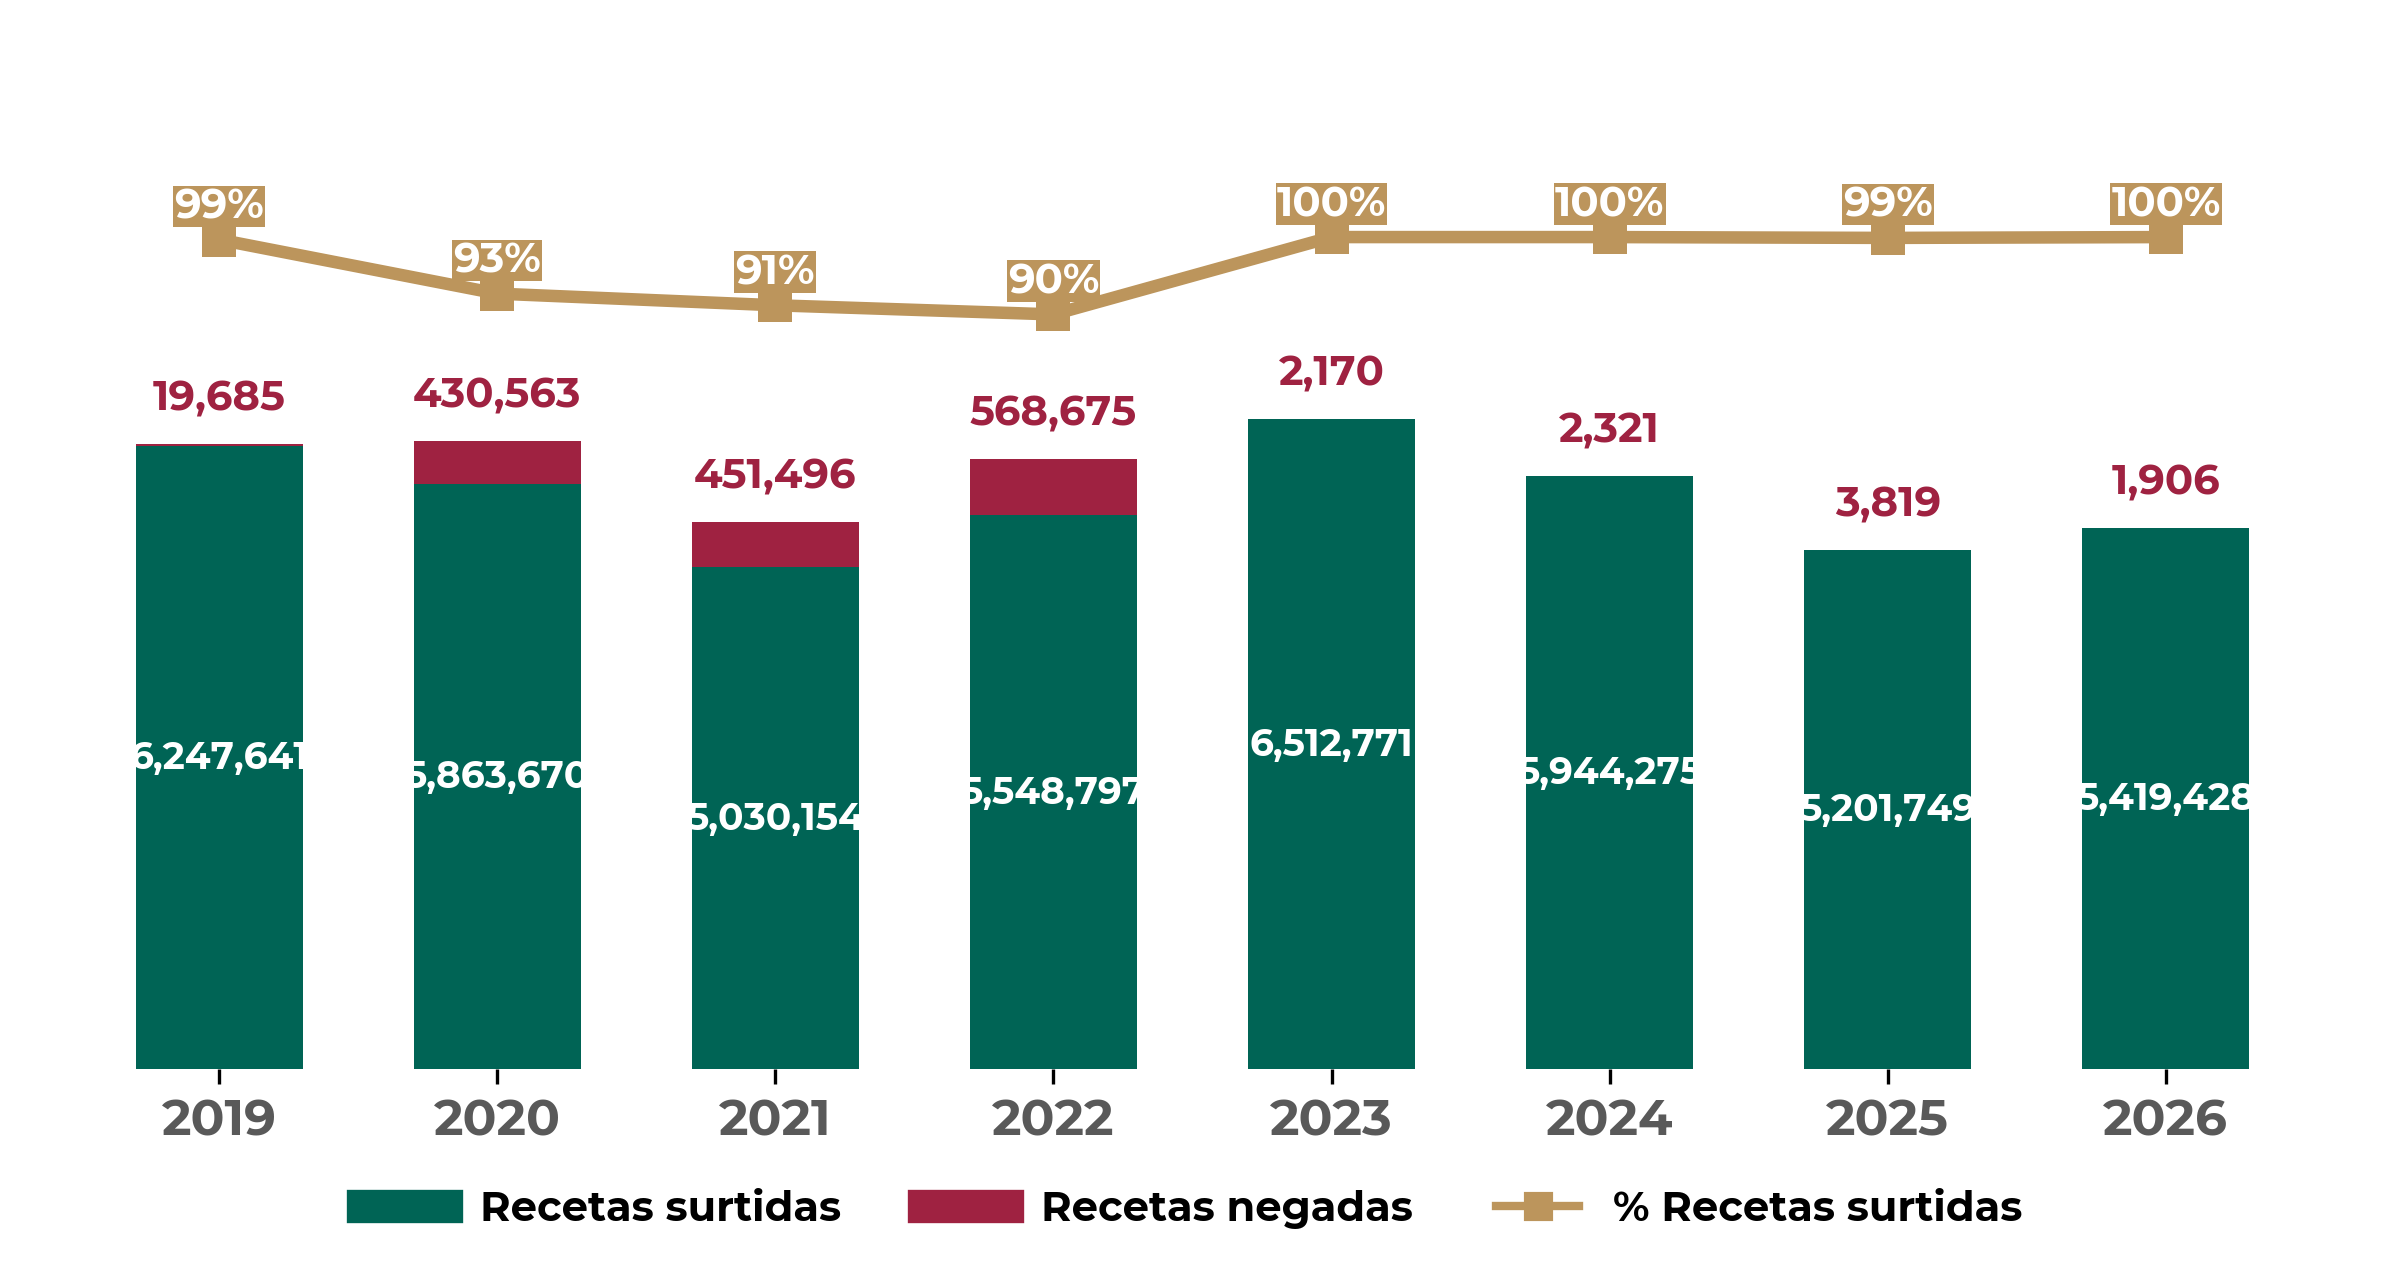 99% 93% 91% 90% 100% 100% 99% 100%
19,685 430,563 451,496 568,675 2,170 2,321 3,819 1,906
6,247,641 5,863,670 5,030,154 5,548,797 6,512,771 5,944,275 5,201,749 5,419,428
2019 2020 2021 2022 2023 2024 2025 2026
Recetas surtidas Recetas negadas % Recetas surtidas